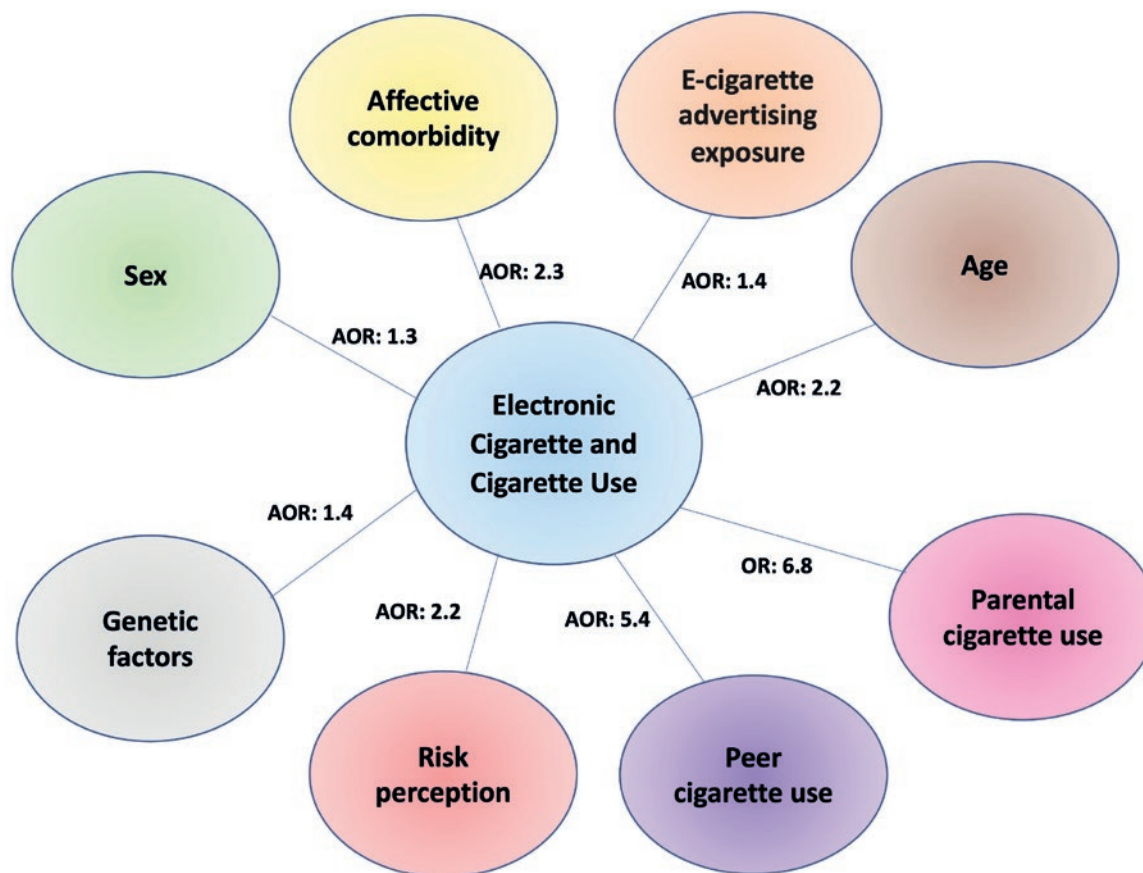 Affective
comorbidity
E-cigarette
advertising
exposure
Sex
Age
AOR: 2.3
AOR: 1.4
AOR: 1.3
AOR: 2.2
Electronic
Cigarette and
Cigarette Use
AOR: 1.4
AOR: 2.2
AOR: 5.4
OR: 6.8
Genetic
factors
Parental
cigarette use
Risk
perception
Peer
cigarette use